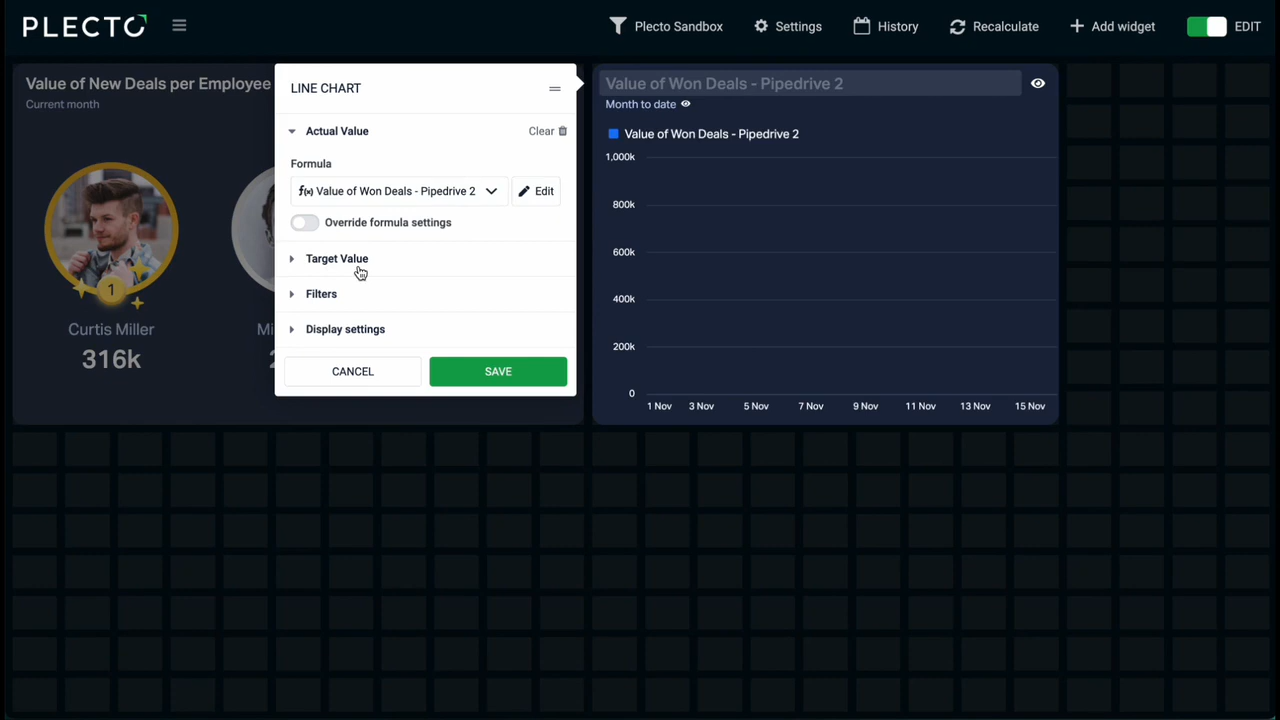 PLECTO
Plecto Sandbox
Settings
History
Recalculate
Add widget
EDIT
Value of New Deals per Employee
Current month
1
Curtis Miller
316k
Mi
2
LINE CHART
Actual Value
Clear
Formula
f(x) Value of Won Deals - Pipedrive 2
Edit
Override formula settings
Target Value
Filters
Display settings
CANCEL
SAVE
Value of Won Deals - Pipedrive 2
Month to date
Value of Won Deals - Pipedrive 2
1,000k
800k
600k
400k
200k
0
1 Nov 3 Nov 5 Nov 7 Nov 9 Nov 11 Nov 13 Nov 15 Nov